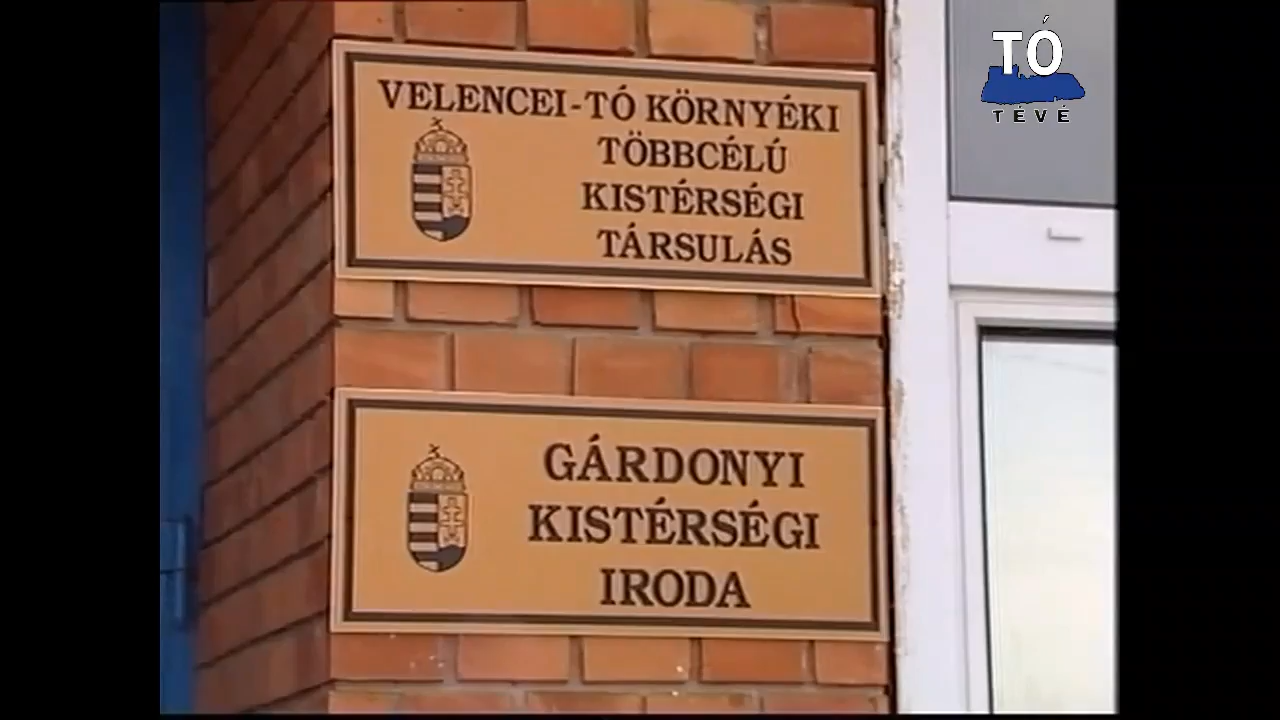 VELENCEI-TÓ KÖRNYÉKI
TÖBBCÉLÚ
KISTÉRSÉGI
TÁRSULÁS
GÁRDONYI
KISTÉRSÉGI
IRODA
TÓ
TÉVÉ